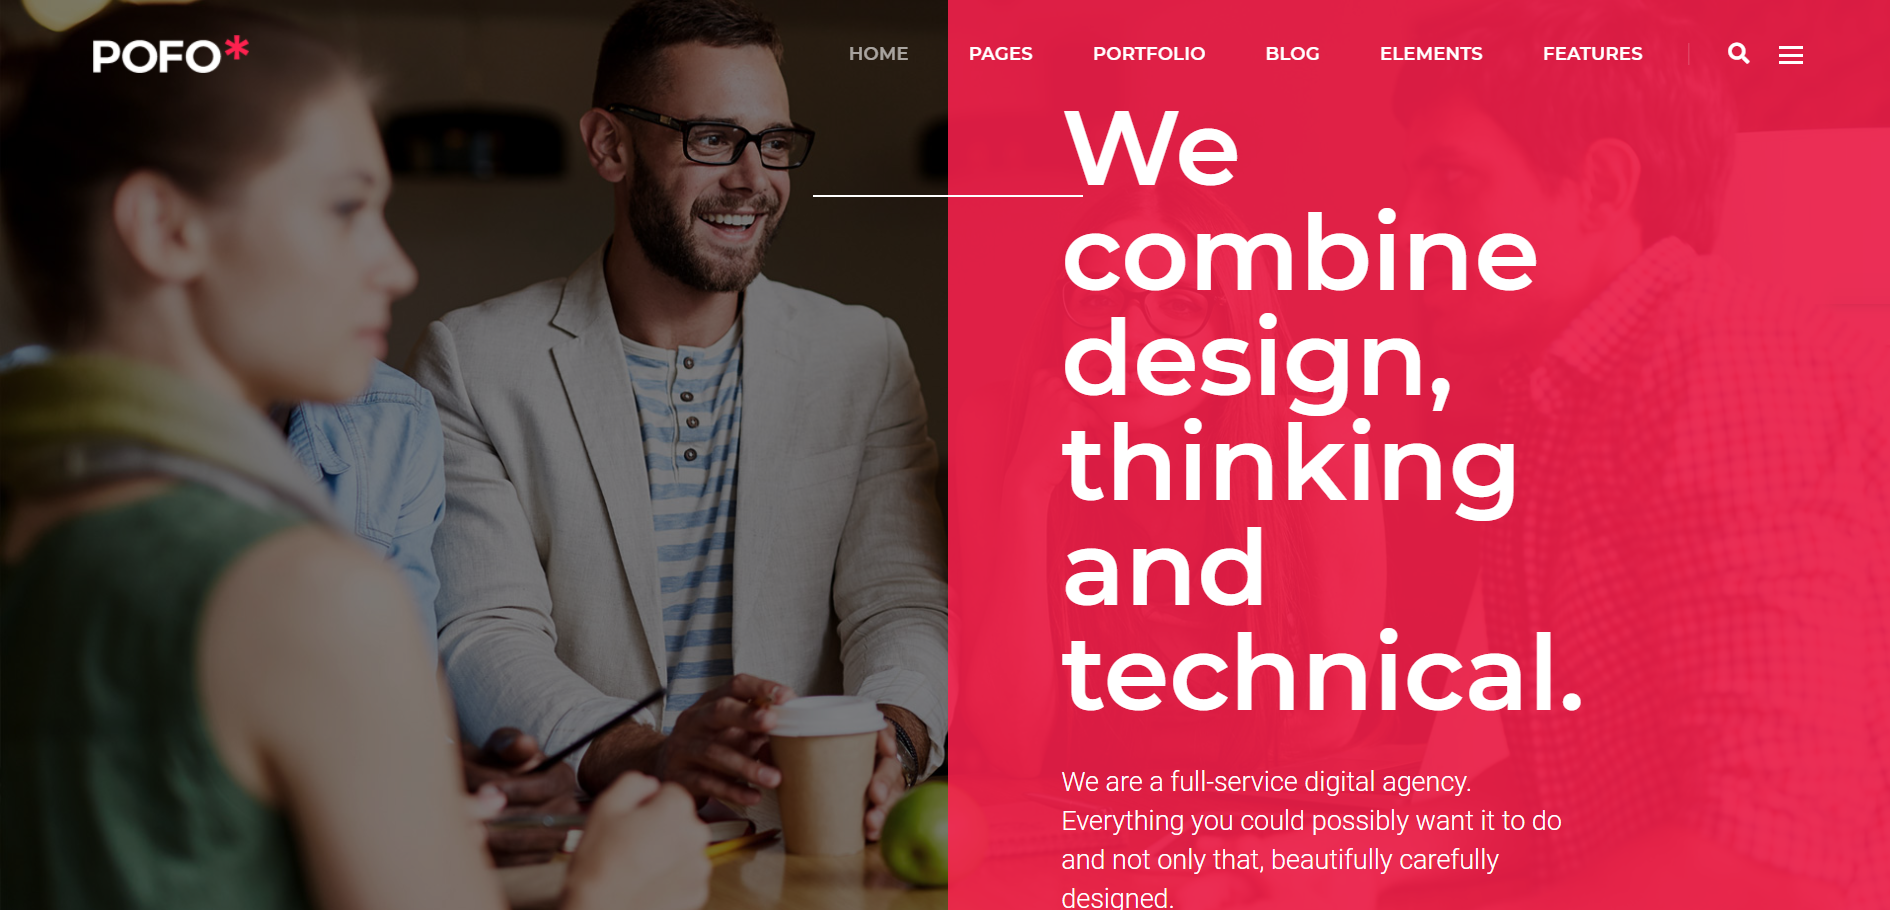 POFO*
HOME PAGES PORTFOLIO BLOG ELEMENTS FEATURES
We
combine
design,
thinking
and
technical.
We are a full-service digital agency.
Everything you could possibly want it to do
and not only that, beautifully carefully
designed.